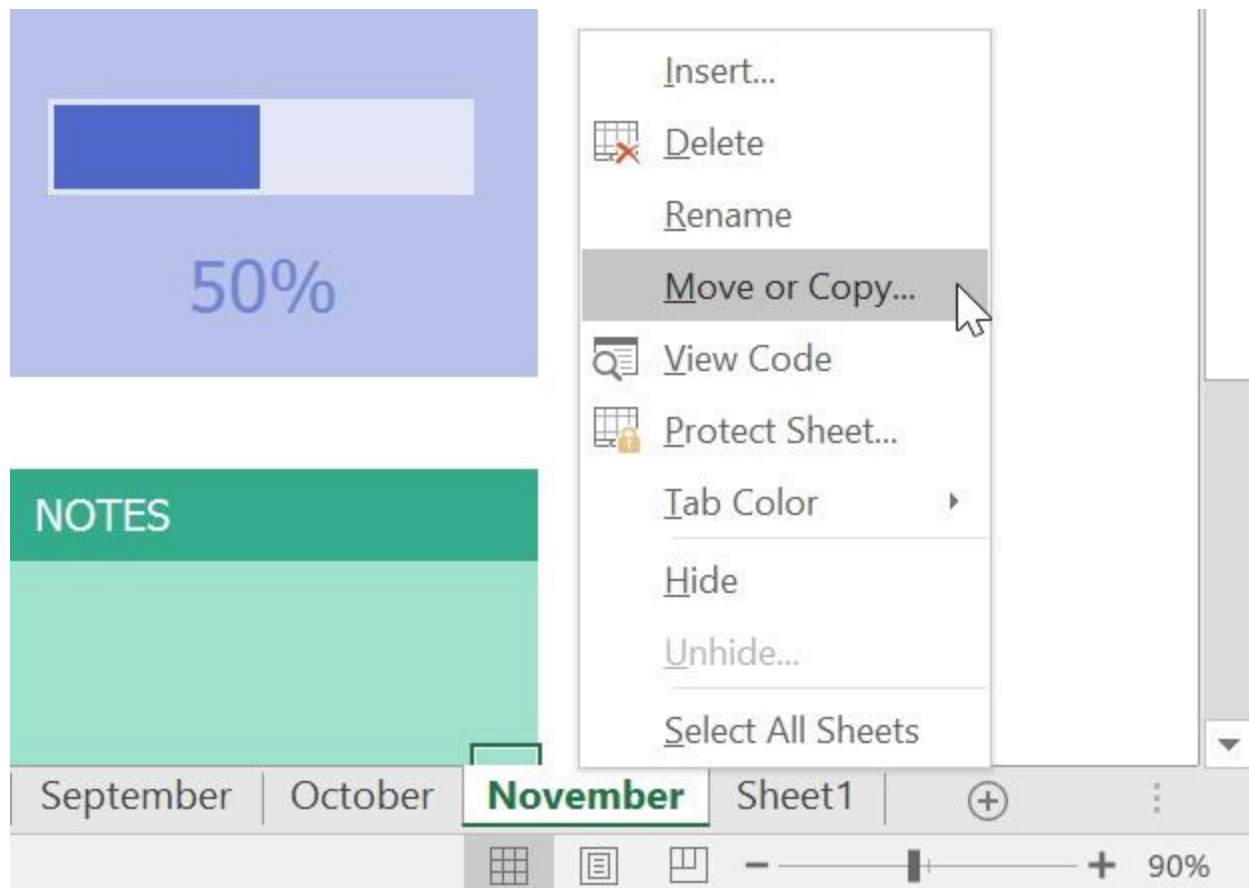 50%
NOTES
Insert...
Delete
Rename
Move or Copy...
View Code
Protect Sheet...
Tab Color
Hide
Unhide...
Select All Sheets
September October November Sheet1
90%